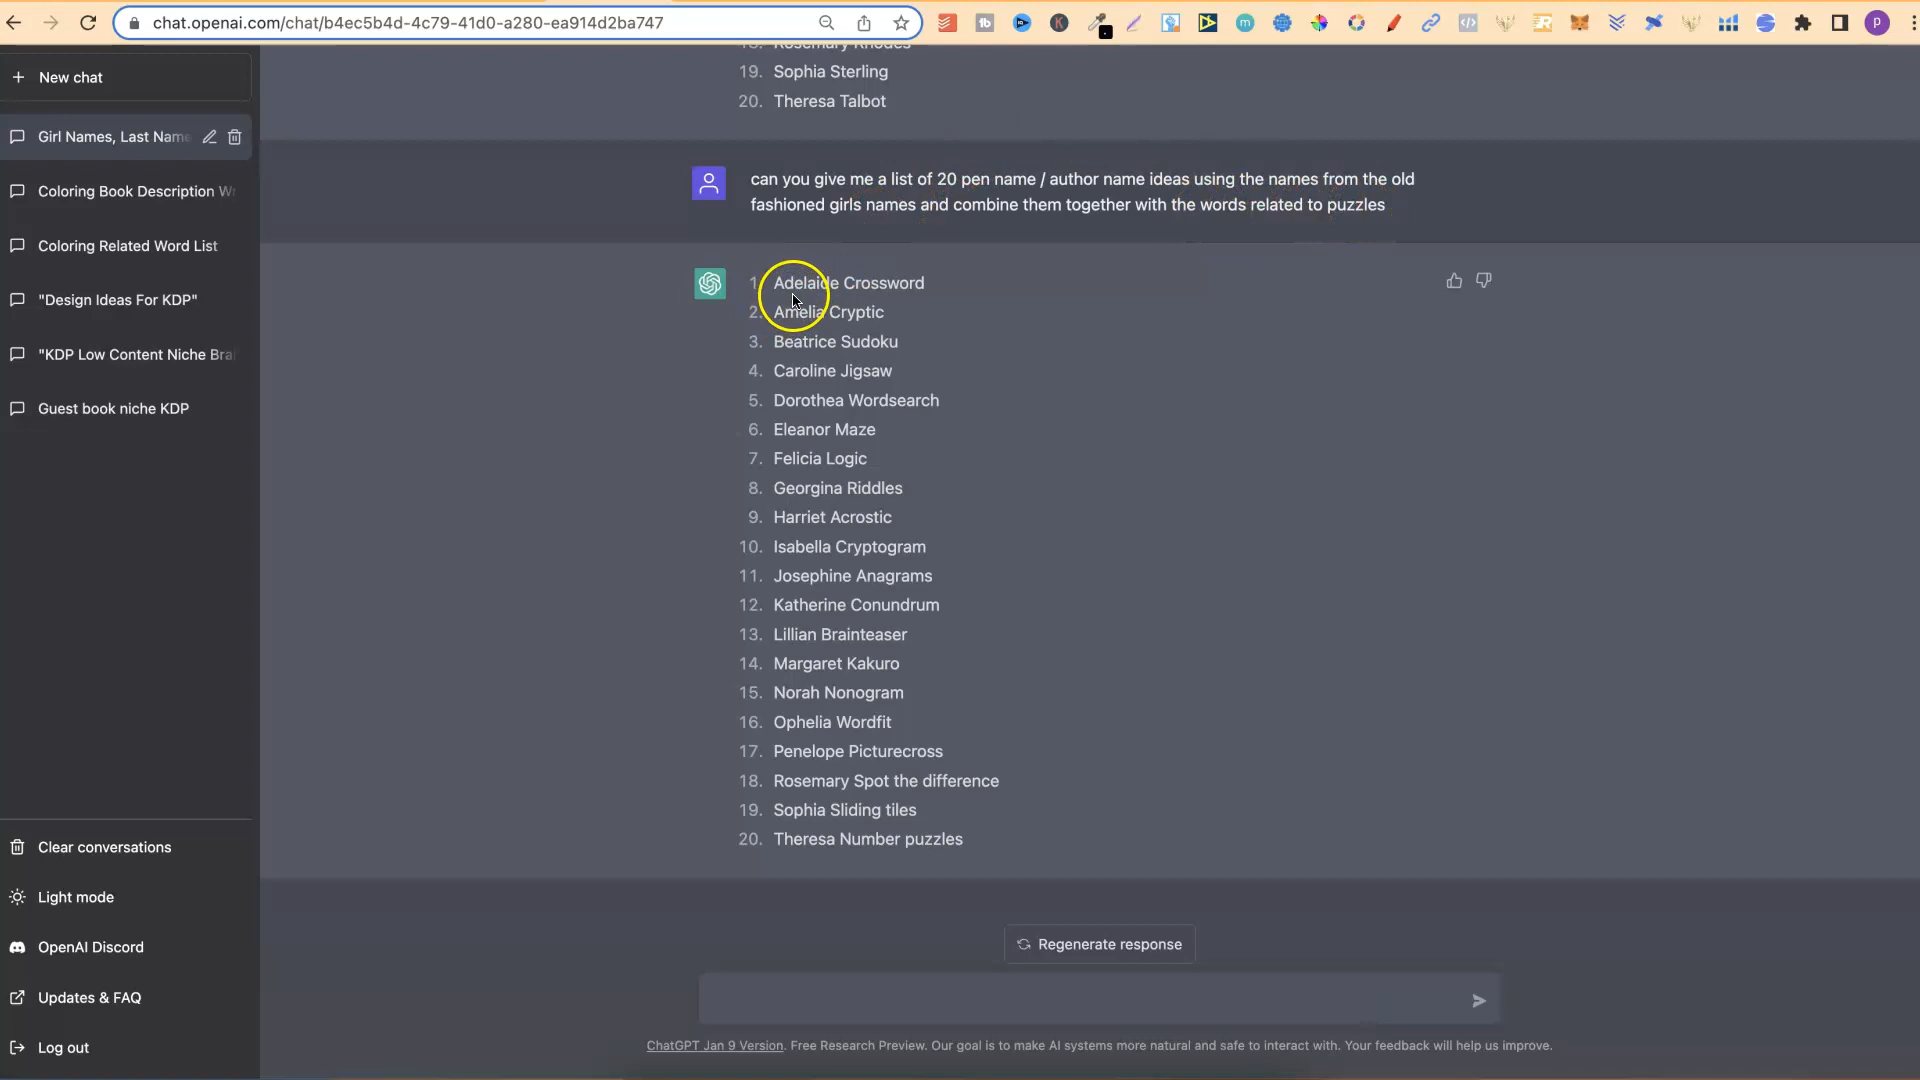 chat.openai.com/chat/b4ec5b4d-4c79-41d0-a280-ea914d2ba747
New chat
Girl Names, Last Name
Coloring Book Description Wr
Coloring Related Word List
"Design Ideas For KDP"
"KDP Low Content Niche Brai
Guest book niche KDP
Clear conversations
Light mode
OpenAI Discord
Updates & FAQ
Log out
18. Rosemary Rhodes
19. Sophia Sterling
20. Theresa Talbot
can you give me a list of 20 pen name / author name ideas using the names from the old
fashioned girls names and combine them together with the words related to puzzles
1. Adelaide Crossword
2. Amelia Cryptic
3. Beatrice Sudoku
4. Caroline Jigsaw
5. Dorothea Wordsearch
6. Eleanor Maze
7. Felicia Logic
8. Georgina Riddles
9. Harriet Acrostic
10. Isabella Cryptogram
11. Josephine Anagrams
12. Katherine Conundrum
13. Lillian Brainteaser
14. Margaret Kakuro
15. Norah Nonogram
16. Ophelia Wordfit
17. Penelope Picturecross
18. Rosemary Spot the difference
19. Sophia Sliding tiles
20. Theresa Number puzzles
Regenerate response
ChatGPT Jan 9 Version. Free Research Preview. Our goal is to make AI systems more natural and safe to interact with. Your feedback will help us improve.